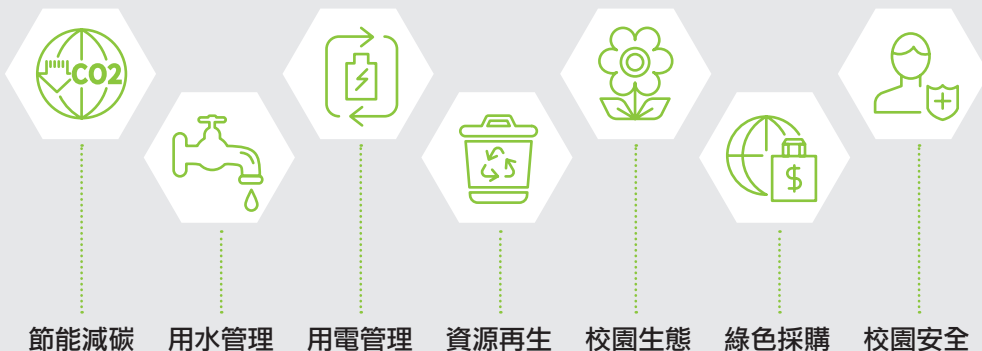 CO2
$
節能減碳
用水管理
用電管理
資源再生
校園生態
綠色採購
校園安全